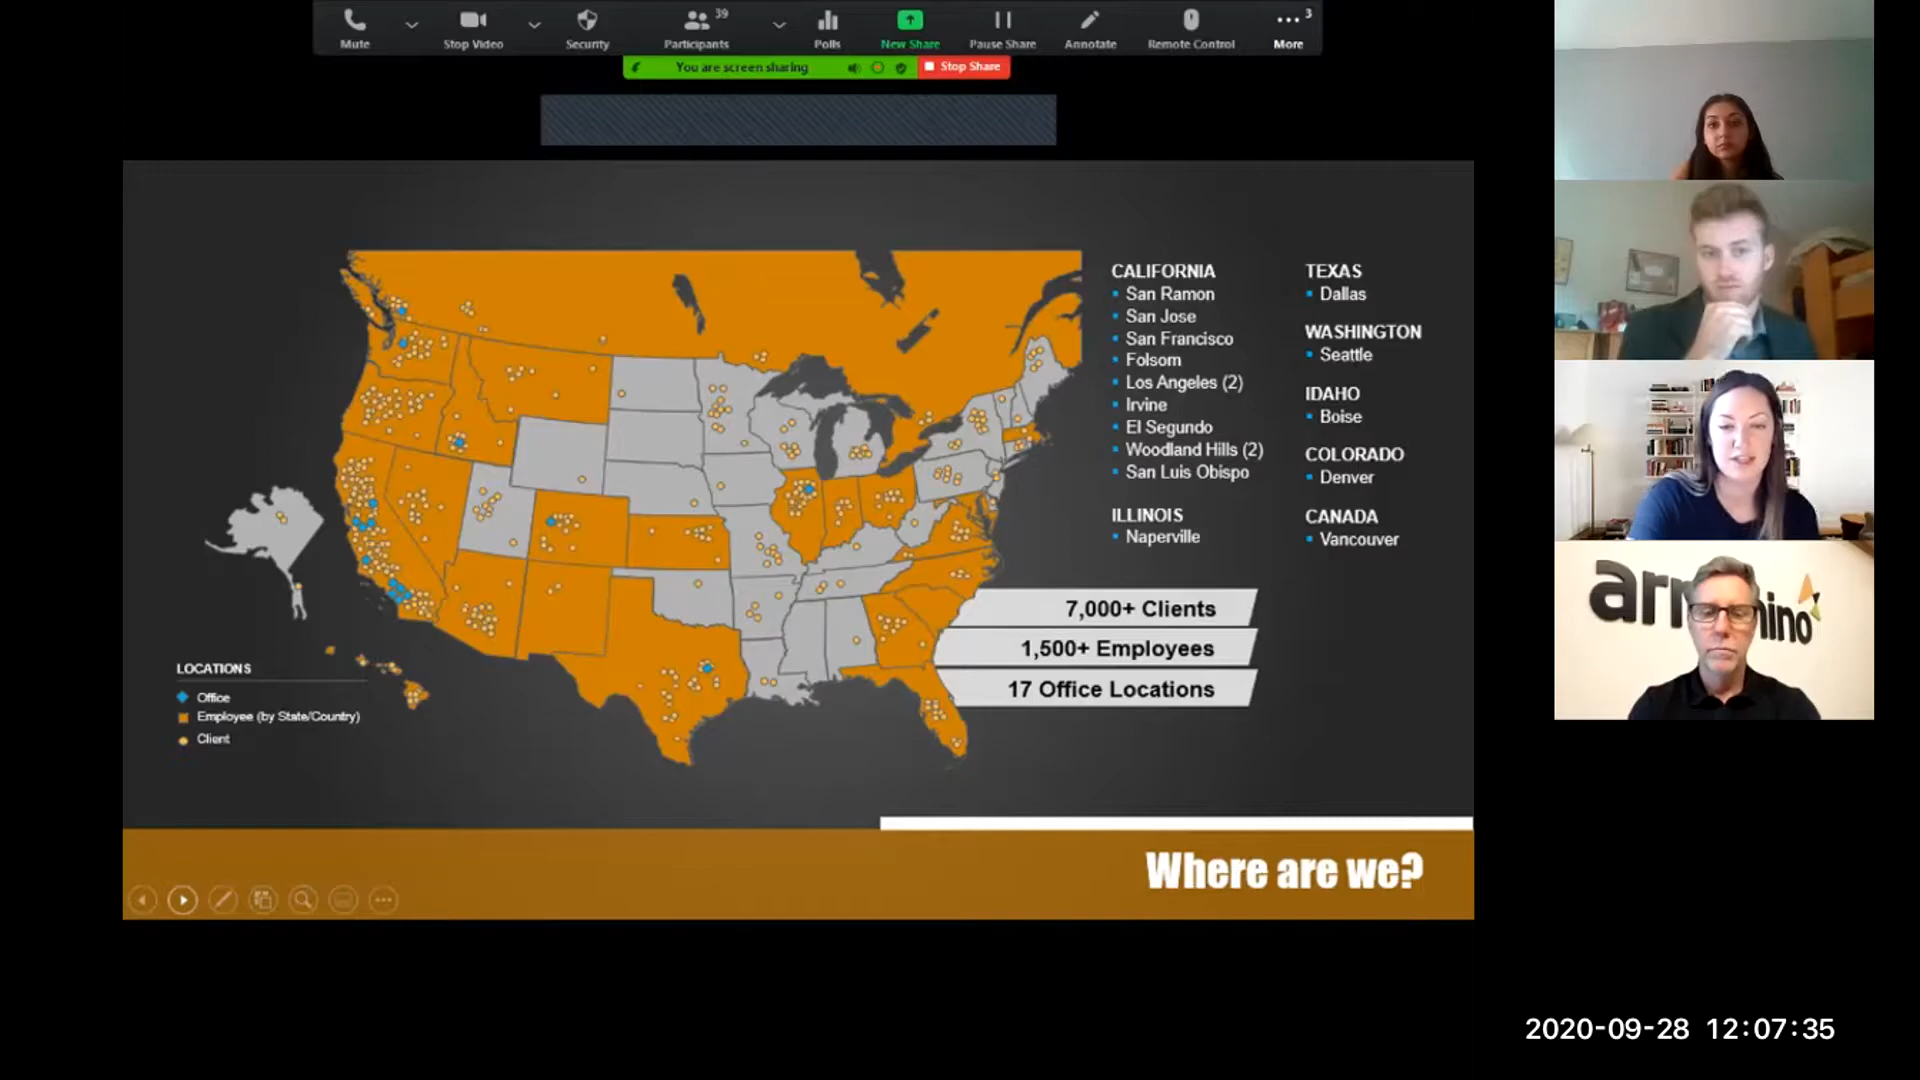 39
3
Mute
Stop Video
Security
Participants
Polls
New Share
Pause Share
Annotate
Remote Control
More
You are screen sharing
Stop Share
CALIFORNIA
San Ramon
San Jose
San Francisco
Folsom
Los Angeles (2)
Irvine
El Segundo
Woodland Hills (2)
San Luis Obispo
ILLINOIS
Naperville
TEXAS
Dallas
WASHINGTON
Seattle
IDAHO
Boise
COLORADO
Denver
CANADA
Vancouver
7,000+ Clients
1,500+ Employees
17 Office Locations
LOCATIONS
Office
Employee (by State/Country)
Client
Where are we?
2020-09-28 12:07:35